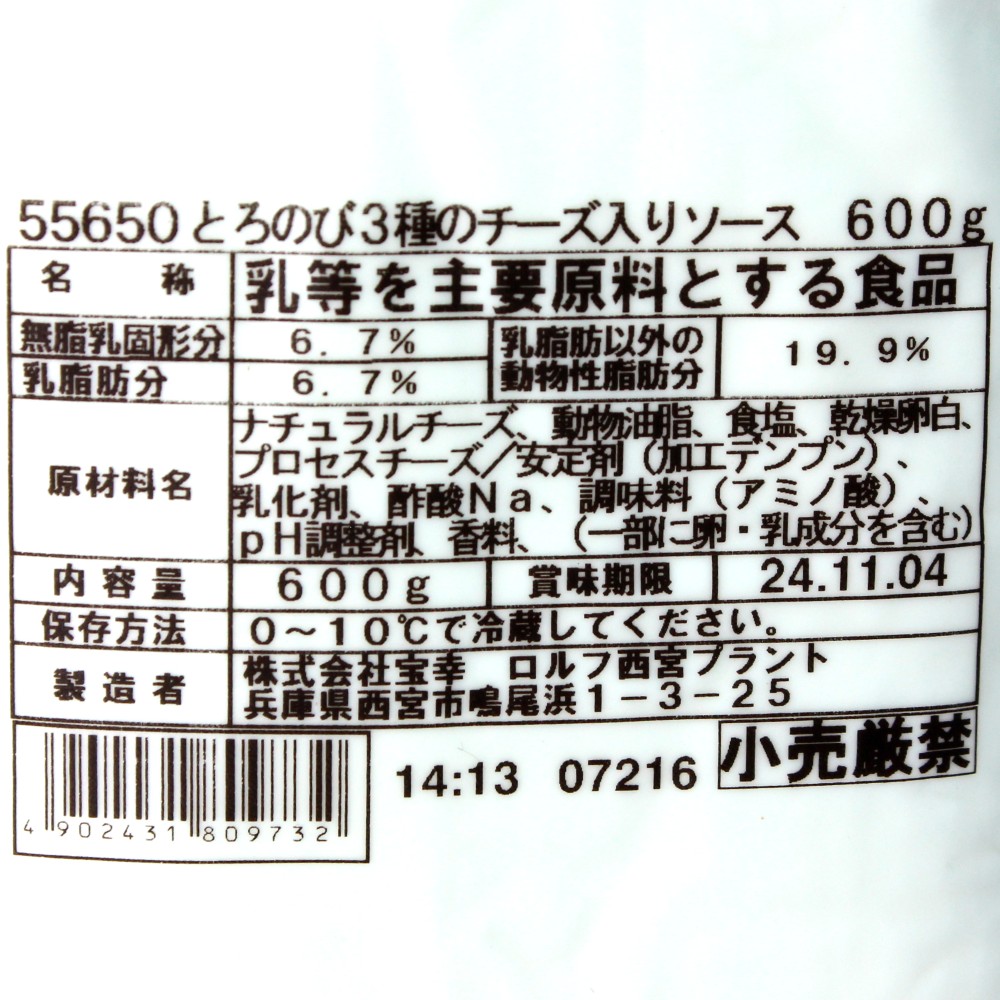 55650 とろのび3種のチーズ入りソース 600g
名 称 乳等を主要原料とする食品
無脂乳固形分 6.7% 乳脂肪以外の動物性脂肪分 19.9%
乳脂肪分 6.7%
原材料名
ナチュラルチーズ、動物油脂、食塩、乾燥卵白、
プロセスチーズ／安定剤（加工デンプン）、
乳化剤、酢酸Na、調味料（アミノ酸）、
pH調整剤、香料、（一部に卵・乳成分を含む）
内容量 600g 賞味期限 24.11.04
保存方法 0～10℃で冷蔵してください。
製造者
株式会社宝幸 ロルフ西宮プラント
兵庫県西宮市鳴尾浜1－3－25
14:13 07216 小売厳禁
4 902431 809732